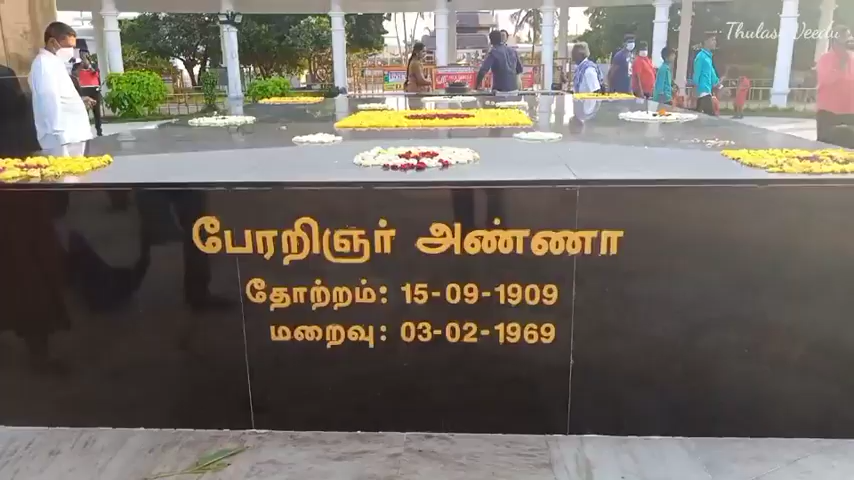 Thulasi Veedu
பேரறிஞர் அண்ணா
தோற்றம்: 15-09-1909
மறைவு: 03-02-1969